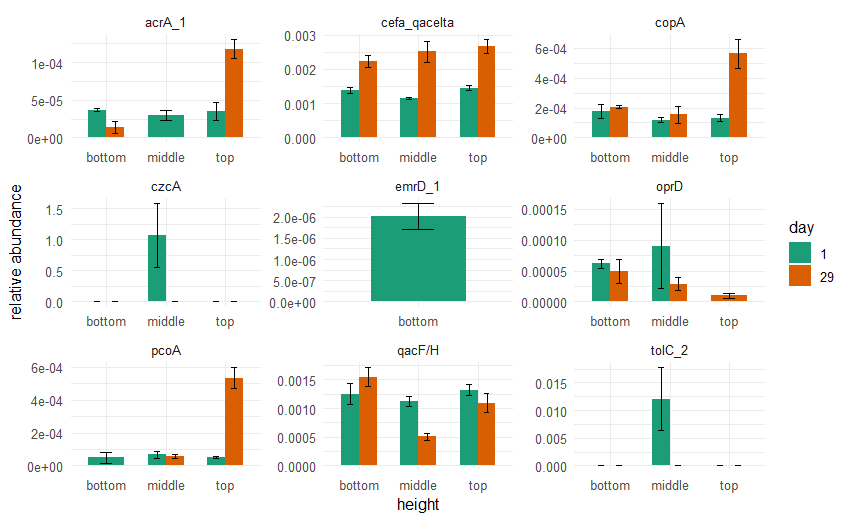 acrA_1
cefa_qacelta
copA
1e-04
5e-05
0e+00
bottom middle top
0.003
0.002
0.001
0.000
bottom middle top
6e-04
4e-04
2e-04
0e+00
bottom middle top
czcA
emrD_1
oprD
1.5
1.0
0.5
0.0
bottom middle top
2.0e-06
1.5e-06
1.0e-06
5.0e-07
0.0e+00
bottom
0.00015
0.00010
0.00005
0.00000
bottom middle top
pcoA
qacF/H
tolC_2
6e-04
4e-04
2e-04
0e+00
bottom middle top
0.0015
0.0010
0.0005
0.0000
bottom middle top
0.015
0.010
0.005
0.000
bottom middle top
relative abundance
height
day
1
29